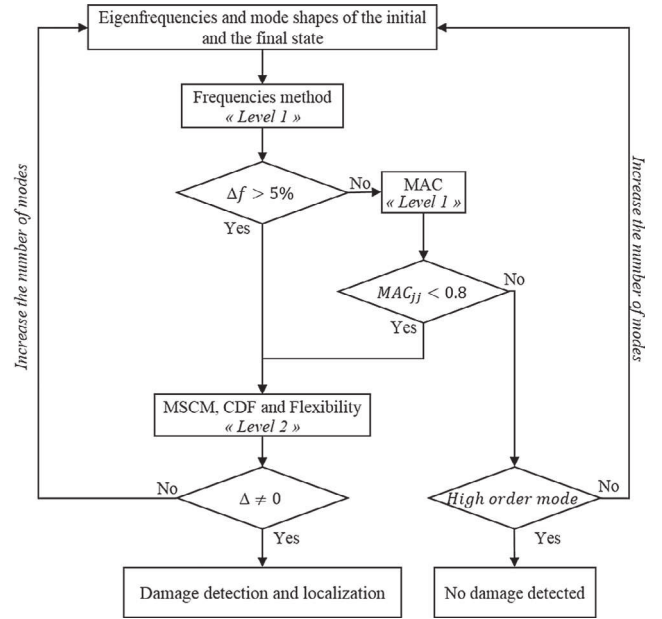 Eigenfrequencies and mode shapes of the initial
and the final state
Frequencies method
« Level 1 »
Δf > 5%
No
Yes
MAC
« Level 1 »
MACjj < 0.8
No
Yes
Increase the number of modes
Increase the number
of modes
MSCM, CDF and Flexibility
« Level 2 »
Δ ≠ 0
No
Yes
High order mode
No
Yes
Damage detection and localization
No damage detected